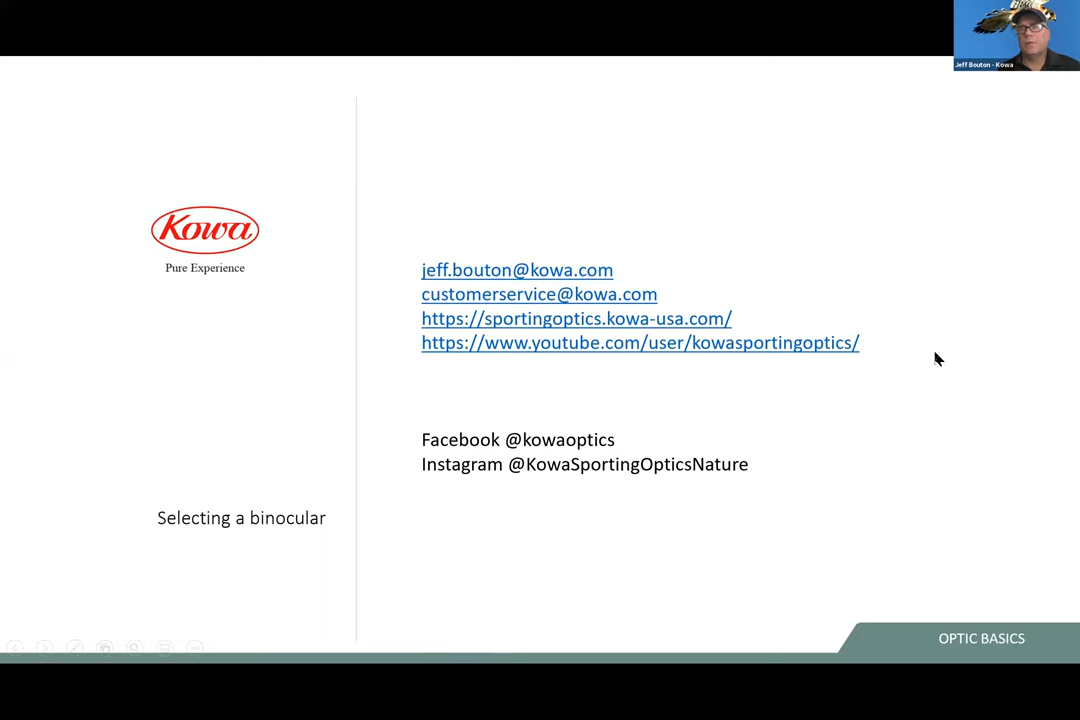 Jeff Bouton - Kowa
Kowa
Pure Experience
jeff.bouton@kowa.com
customerservice@kowa.com
https://sportingoptics.kowa-usa.com/
https://www.youtube.com/user/kowasportingoptics/
Facebook @kowaoptics
Instagram @KowaSportingOpticsNature
Selecting a binocular
OPTIC BASICS